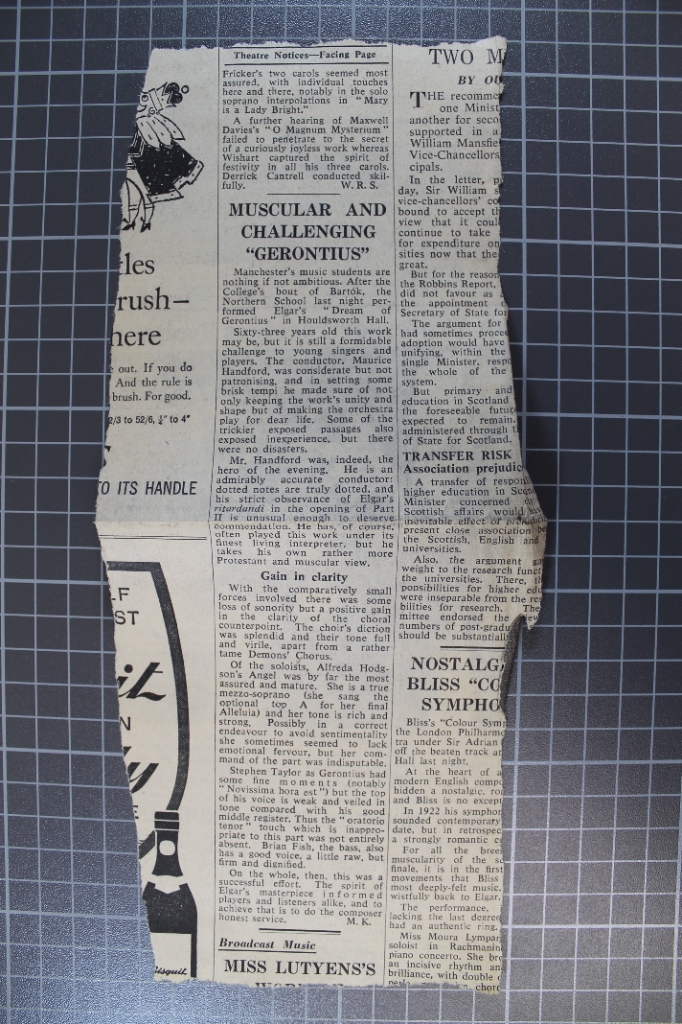 tles
rush—
here
out. If you do
And the rule is
brush. For good.
2/3 to 52/6, ¼" to 4"
TO ITS HANDLE
LF
ST
it
N
Theatre Notices—Facing Page
Fricker's two carols seemed most
assured, with individual touches
here and there, notably in the solo
soprano interpolations in "Mary
is a Lady Bright."
A further hearing of Maxwell
Davies's "O Magnum Mysterium"
failed to penetrate to the secret
of a curiously joyless work whereas
Wishart captured the spirit of
festivity in all his three carols.
Derrick Cantrell conducted skil-
fully. W. R. S.
MUSCULAR AND
CHALLENGING
"GERONTIUS"
Manchester's music students are
nothing if not ambitious. After the
College's bout of Bartók, the
Northern School last night per-
formed Elgar's "Dream of
Gerontius" in Houldsworth Hall.
Sixty-three years old this work
may be, but it is still a formidable
challenge to young singers and
players. The conductor, Maurice
Handford, was considerate but not
patronising, and in setting some
brisk tempi he made sure of not
only keeping the work's unity and
shape but of making the orchestra
play for dear life. Some of the
trickier exposed passages also
exposed inexperience, but there
were no disasters.
Mr. Handford was, indeed, the
hero of the evening. He is an
admirably accurate conductor:
dotted notes are truly dotted, and
his strict observance of Elgar's
ritardandi in the opening of Part
II is unusual enough to deserve
commendation. He has, of course,
often played this work under its
finest living interpreter, but he
takes his own rather more
Protestant and muscular view.
Gain in clarity
With the comparatively small
forces involved there was some
loss of sonority but a positive gain
in the clarity of the choral
counterpoint. The choir's diction
was splendid and their tone full
and virile, apart from a rather
tame Demons' Chorus.
Of the soloists, Alfreda Hodg-
son's Angel was by far the most
assured and mature. She is a true
mezzo-soprano (she sang the
optional top A for her final
Alleluia) and her tone is rich and
strong. Possibly in a correct
endeavour to avoid sentimentality
she sometimes seemed to lack
emotional fervour, but her com-
mand of the part was indisputable.
Stephen Taylor as Gerontius had
some fine moments (notably
"Novissima hora est") but the top
of his voice is weak and veiled in
tone compared with his good
middle register. Thus the "oratorio
tenor" touch which is inappro-
priate to this part was not entirely
absent. Brian Fish, the bass, also
has a good voice, a little raw, but
firm and dignified.
On the whole, then, this was a
successful effort. The spirit of
Elgar's masterpiece informed
players and listeners alike, and to
achieve that is to do the composer
honest service. M. K.
Broadcast Music
MISS LUTYENS'S
TWO M
BY OU
THE recomme
one Minist
another for seco
supported in a
William Mansfie
Vice-Chancellors
cipals.
In the letter, p
day, Sir William s
vice-chancellors' co
bound to accept th
view that it coul
continue to take
for expenditure on
sities now that the
great.
But for the reason
the Robbins Report,
did not favour as a
the appointment o
Secretary of State for
The argument for
had sometimes proce
adoption would have
unifying, within the
single Minister, resp
the whole of the
system.
But primary and
education in Scotland
the foreseeable futu
expected to remain
administered through t
of State for Scotland.
TRANSFER RISK
Association prejudic
A transfer of respon
higher education in Sco
Minister concerned
Scottish affairs would ha
inevitable effect of
present close association be
the Scottish, English and
universities.
Also, the argument ga
weight to the research funct
the universities. There, t
ponsibilities for higher edu
were inseparable from the res
bilities for research. The
mittee endorsed the view
numbers of post-gradu
should be substantiall
NOSTALG
BLISS "CO
SYMPHO
Bliss's "Colour Sym
the London Philharmo
tra under Sir Adrian
off the beaten track at
Hall last night.
At the heart of a
modern English compo
hidden a nostalgic, ro
and Bliss is no except
In 1922 his symphon
sounded contemporary
date, but in retrospec
a strongly romantic c
For all the bree
muscularity of the sc
finale, it is in the first
movements that Bliss
most deeply-felt music,
wistfully back to Elgar.
The performance,
lacking the last degree
had an authentic ring.
Miss Moura Lympan
soloist in Rachmanin
piano concerto. She bro
an incisive rhythm an
brilliance, with double o
chord